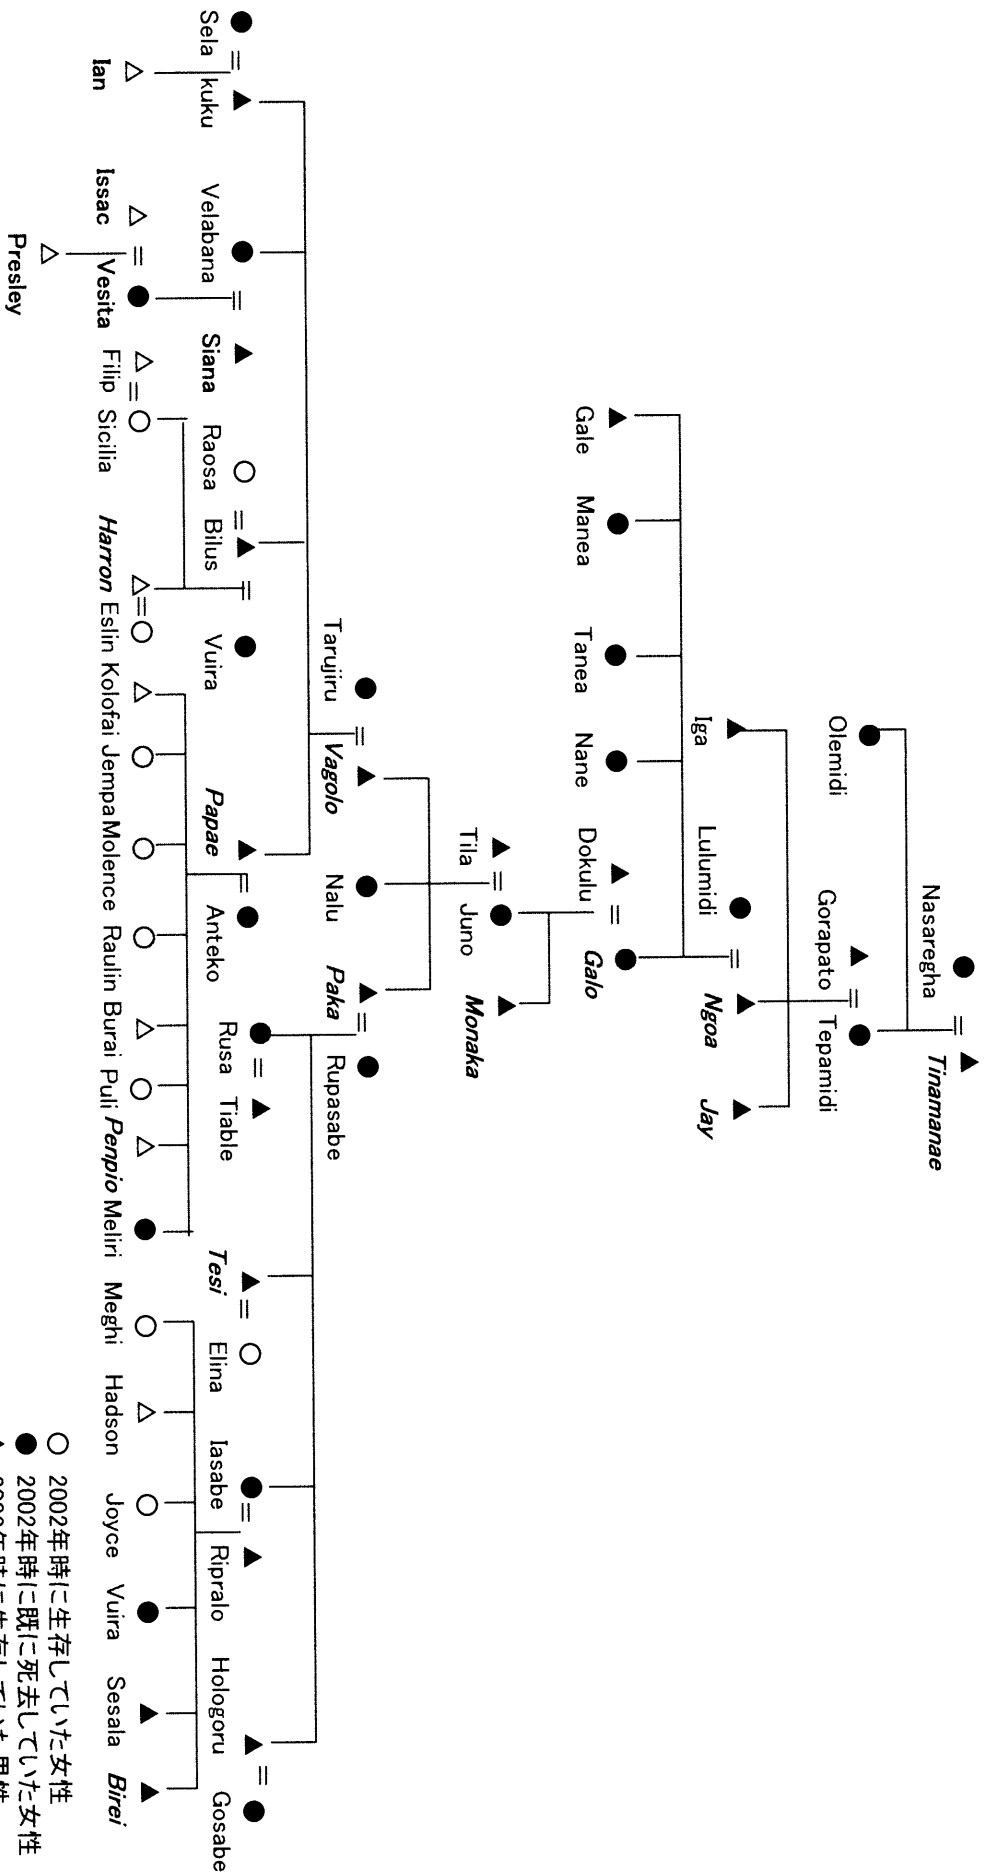 Nasaregha = Tinamanae
Olemidi Gorapato = Tepamidi
Iga Lulumidi = Ngoa Jay
Gale Manea Tanea Nane Dokulu = Galo
Tila = Juno Monaka
Tarujiru = Vagolo Nalu Paka = Rupasabe
Sela = kuku Velabana = Siana Raosa = Bilus = Vuira Papae = Anteko Rusa = Tiable Tesi = Elina Iasabe = Ripralo Hologoru = Gosabe
Ian Issac = Vesita Filip = Sicilia Harron = Eslin Kolofai Jempa Molence Raulin Burai Puli Penpio Meliri Meghi Hadson Joyce Vuira Sesala Birei
Presley
○ 2002年時に生存していた女性
● 2002年時に既に死去していた女性